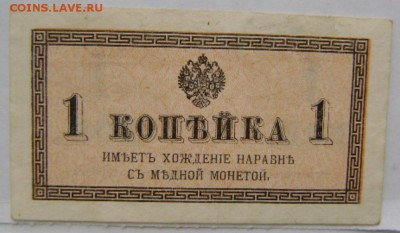 COINS.LAVE.RU
1 КОПѢЙКА 1
ИМѢЕТЪ ХОЖДЕНІЕ НАРАВНѢ
СЪ МѢДНОЙ МОНЕТОЙ.